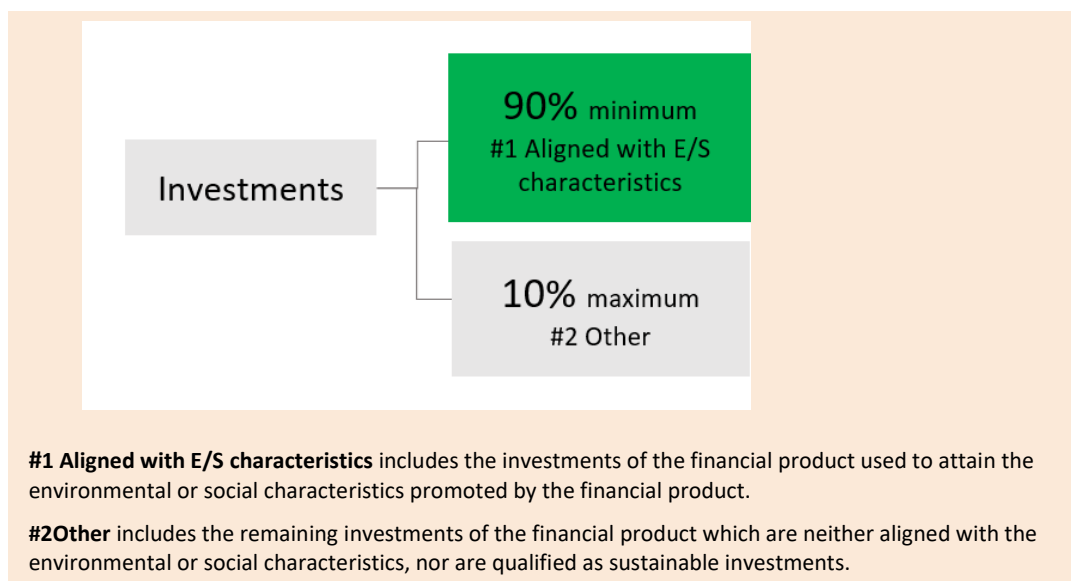 90% minimum
#1 Aligned with E/S
characteristics
Investments
10% maximum
#2 Other
#1 Aligned with E/S characteristics includes the investments of the financial product used to attain the
environmental or social characteristics promoted by the financial product.
#2Other includes the remaining investments of the financial product which are neither aligned with the
environmental or social characteristics, nor are qualified as sustainable investments.